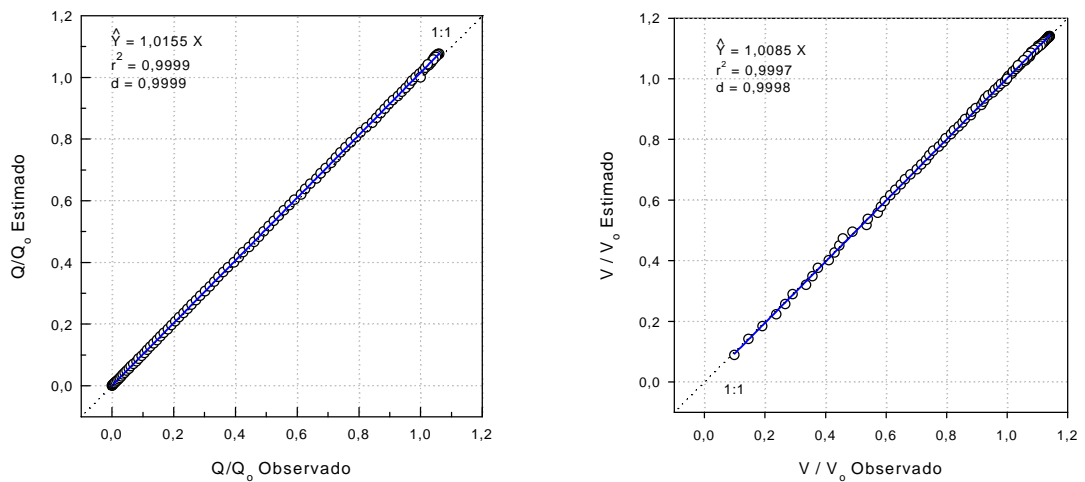 1,2
1,0
0,8
0,6
0,4
0,2
0,0
Q/Qo Estimado
Ŷ = 1,0155 X
r² = 0,9999
d = 0,9999
1:1
0,0 0,2 0,4 0,6 0,8 1,0 1,2
Q/Qo Observado
1,2
1,0
0,8
0,6
0,4
0,2
0,0
V / Vo Estimado
Ŷ = 1,0085 X
r² = 0,9997
d = 0,9998
1:1
0,0 0,2 0,4 0,6 0,8 1,0 1,2
V / Vo Observado